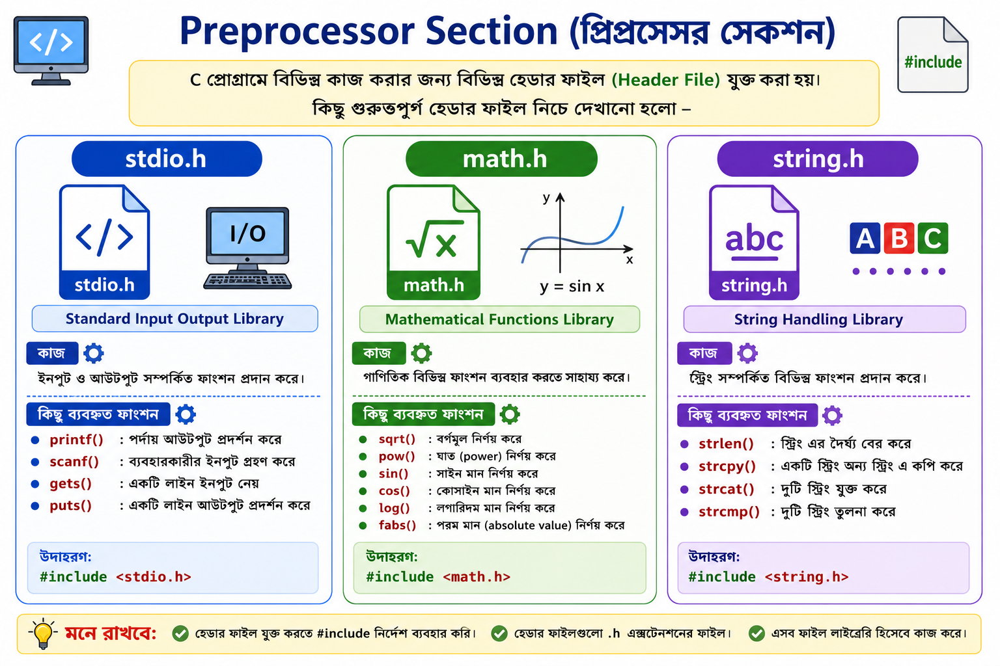 Preprocessor Section (প্রিপ্রসেসর সেকশন)
</>
#include
C প্রোগ্রামে বিভিন্ন কাজ করার জন্য বিভিন্ন হেডার ফাইল (Header File) যুক্ত করা হয়।
কিছু গুরুত্তপুর্গ হেডার ফাইল নিচে দেখানো হলো –
stdio.h
</>
stdio.h
I/O
Standard Input Output Library
কাজ
ইনপুট ও আউটপুট সম্পর্কিত ফাংশন প্রদান করে।
কিছু ব্যবহৃত ফাংশন
printf() : পর্দায় আউটপুট প্রদর্শন করে
scanf() : ব্যবহারকারীর ইনপুট গ্রহণ করে
gets() : একটি লাইন ইনপুট নেয়
puts() : একটি লাইন আউটপুট প্রদর্শন করে
উদাহরগ:
#include <stdio.h>
math.h
√x
math.h
y
x
y = sin x
Mathematical Functions Library
কাজ
গাণিতিক বিভিন্ন ফাংশন ব্যবহার করতে সাহায্য করে।
কিছু ব্যবহৃত ফাংশন
sqrt() : বর্গমূল নির্ণয় করে
pow() : ঘাত (power) নির্ণয় করে
sin() : সাইন মান নির্ণয় করে
cos() : কোসাইন মান নির্ণয় করে
log() : লগারিদম মান নির্ণয় করে
fabs() : পরম মান (absolute value) নির্ণয় করে
উদাহরগ:
#include <math.h>
string.h
abc
string.h
A B C
String Handling Library
কাজ
স্ট্রিং সম্পর্কিত বিভিন্ন ফাংশন প্রদান করে।
কিছু ব্যবহৃত ফাংশন
strlen() : স্ট্রিং এর দৈর্ঘ্য বের করে
strcpy() : একটি স্ট্রিং অন্য স্ট্রিং এ কপি করে
strcat() : দুটি স্ট্রিং যুক্ত করে
strcmp() : দুটি স্ট্রিং তুলনা করে
উদাহরগ:
#include <string.h>
মনে রাখবে:
হেডার ফাইল যুক্ত করতে #include নির্দেশ ব্যবহার করি।
হেডার ফাইলগুলো .h এক্সটেনশনের ফাইল।
এসব ফাইল লাইব্রেরি হিসেবে কাজ করে।